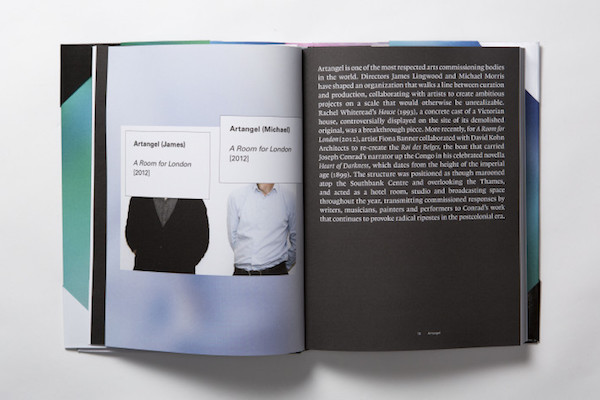 Artangel (James)
A Room for London
[2012]
Artangel (Michael)
A Room for London
[2012]
Artangel is one of the most respected arts commissioning bodies
in the world. Directors James Lingwood and Michael Morris
have shaped an organization that walks a line between curation
and production, collaborating with artists to create ambitious
projects on a scale that would otherwise be unrealizable.
Rachel Whiteread's House (1993), a concrete cast of a Victorian
house, controversially displayed on the site of its demolished
original, was a breakthrough piece. More recently, for A Room for
London (2012), artist Fiona Banner collaborated with David Kohn
Architects to re-create the Roi des Belges, the boat that carried
Joseph Conrad's narrator up the Congo in his celebrated novella
Heart of Darkness, which dates from the height of the imperial
age (1899). The structure was positioned as though marooned
atop the Southbank Centre and overlooking the Thames,
and acted as a hotel room, studio and broadcasting space
throughout the year, transmitting commissioned responses by
writers, musicians, painters and performers to Conrad's work
that continues to provoke radical ripostes in the postcolonial era.
Artangel